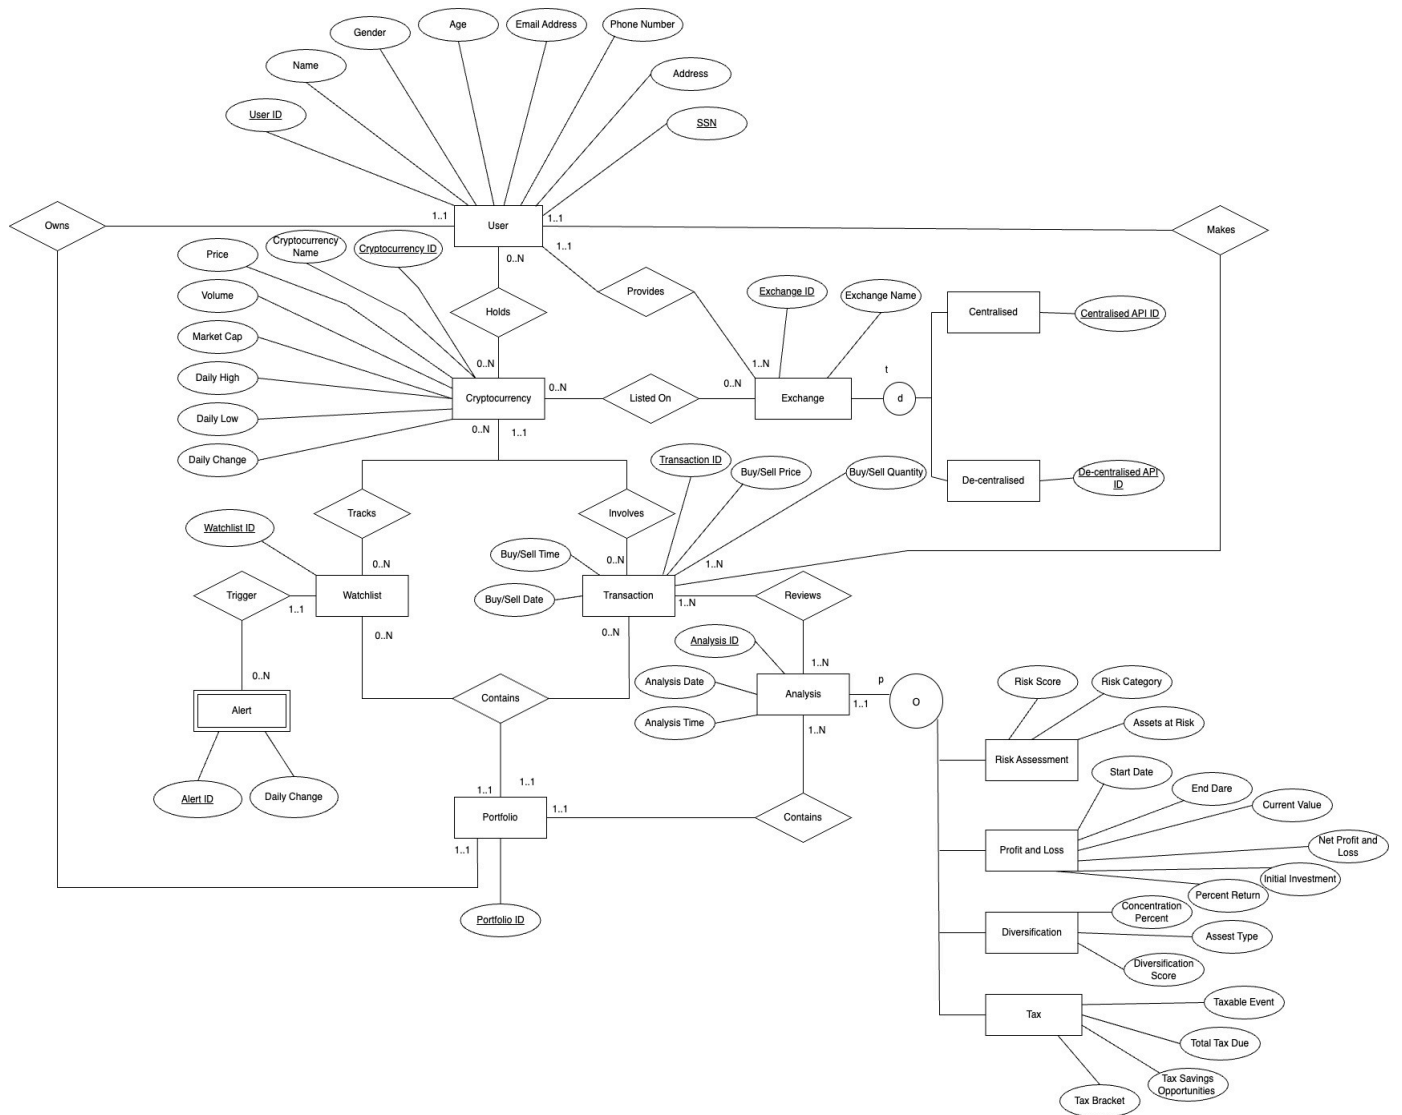 Gender
Age
Email Address
Phone Number
Name
Address
User ID
SSN
Owns
1..1
User
1..1
Makes
1..1
0..N
Price
Cryptocurrency
Name
Cryptocurrency ID
Volume
Holds
Provides
Exchange ID
Exchange Name
Centralised
Centralised API ID
Market Cap
0..N
1..N
t
Daily High
0..N
0..N
Cryptocurrency
Listed On
Exchange
d
Daily Low
0..N
1..1
Daily Change
Transaction ID
Buy/Sell Price
Buy/Sell Quantity
De-centralised
De-centralised API
ID
Tracks
Involves
Watchlist ID
Buy/Sell Time
0..N
0..N
1..N
Trigger
1..1
Watchlist
Buy/Sell Date
Transaction
1..N
Reviews
0..N
0..N
Analysis ID
1..N
0..N
Analysis Date
Analysis
p
1..1
O
Risk Score
Risk Category
Alert
Contains
Analysis Time
1..N
Assets at Risk
Risk Assessment
Alert ID
Daily Change
1..1
1..1
Start Date
End Dare
Current Value
Portfolio
1..1
Contains
1..1
Profit and Loss
Net Profit and
Loss
Initial Investment
Percent Return
Portfolio ID
Concentration
Percent
Diversification
Assest Type
Diversification
Score
Tax
Taxable Event
Total Tax Due
Tax Savings
Opportunities
Tax Bracket